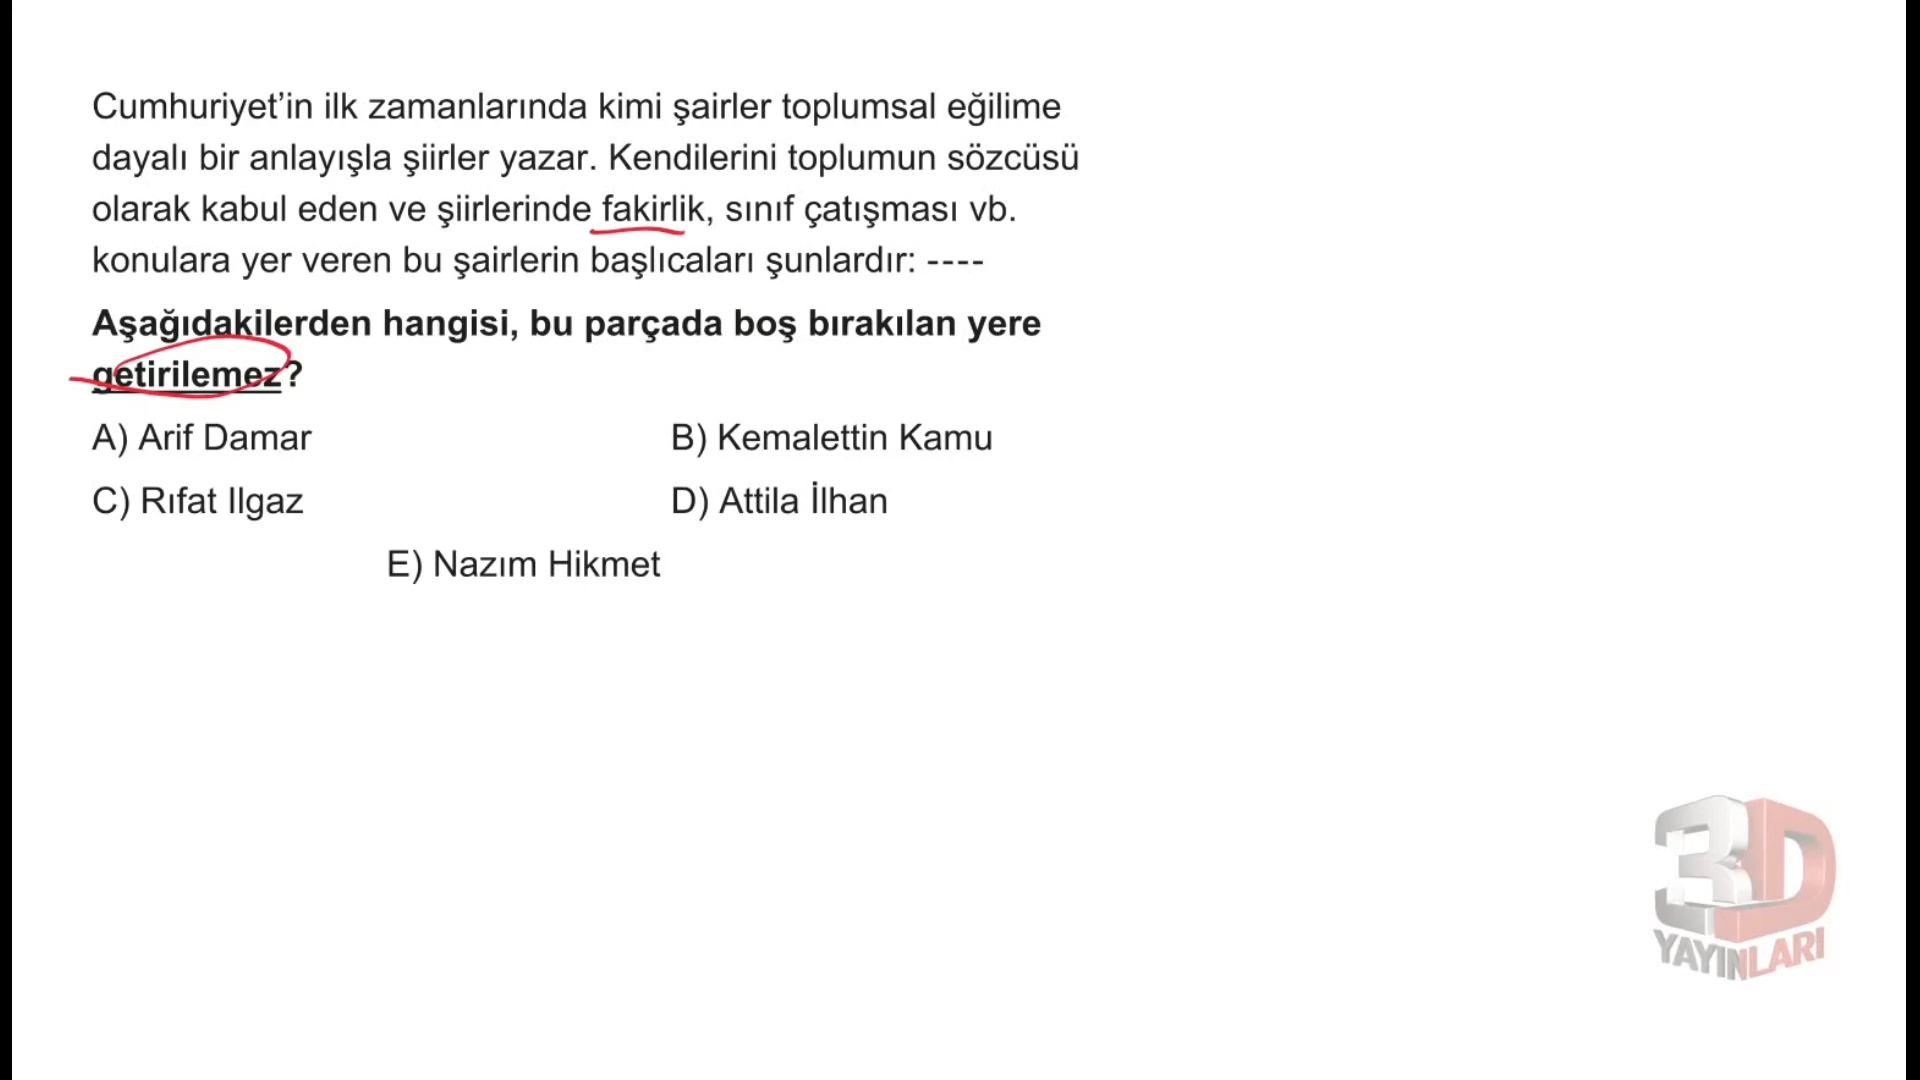 Cumhuriyet’in ilk zamanlarında kimi şairler toplumsal eğilime
dayalı bir anlayışla şiirler yazar. Kendilerini toplumun sözcüsü
olarak kabul eden ve şiirlerinde fakirlik, sınıf çatışması vb.
konulara yer veren bu şairlerin başlıcaları şunlardır: ----
Aşağıdakilerden hangisi, bu parçada boş bırakılan yere
getirilemez?
A) Arif Damar
B) Kemalettin Kamu
C) Rıfat Ilgaz
D) Attila İlhan
E) Nazım Hikmet
3D
YAYINLARI